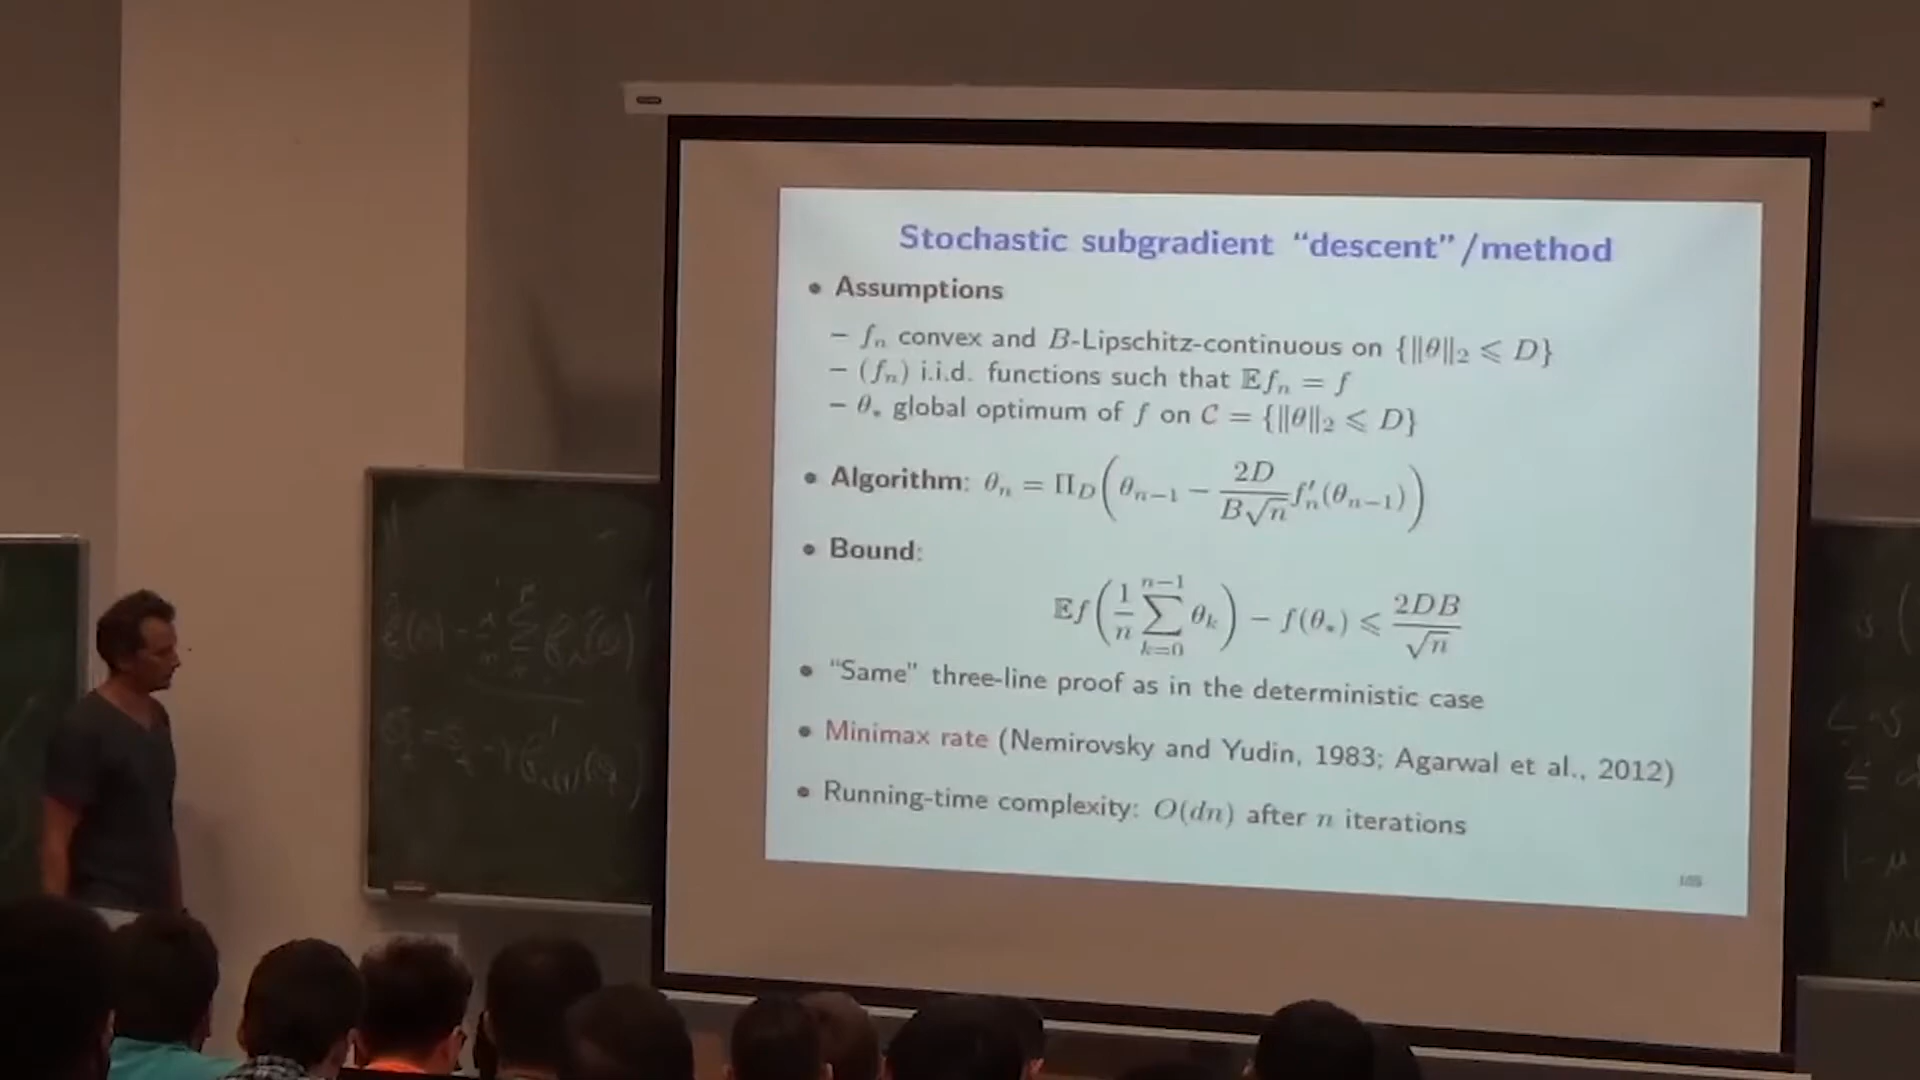 Stochastic subgradient “descent”/method
• Assumptions
– fₙ convex and B-Lipschitz-continuous on {‖θ‖₂ ⩽ D}
– (fₙ) i.i.d. functions such that 𝔼fₙ = f
– θ* global optimum of f on C = {‖θ‖₂ ⩽ D}
• Algorithm: θₙ = Π_D(θₙ₋₁ − 2D/(B√n) f′ₙ(θₙ₋₁))
• Bound:
𝔼f(1/n ∑_{k=0}^{n−1} θₖ) − f(θ*) ⩽ 2DB/√n
• “Same” three-line proof as in the deterministic case
• Minimax rate (Nemirovsky and Yudin, 1983; Agarwal et al., 2012)
• Running-time complexity: O(dn) after n iterations